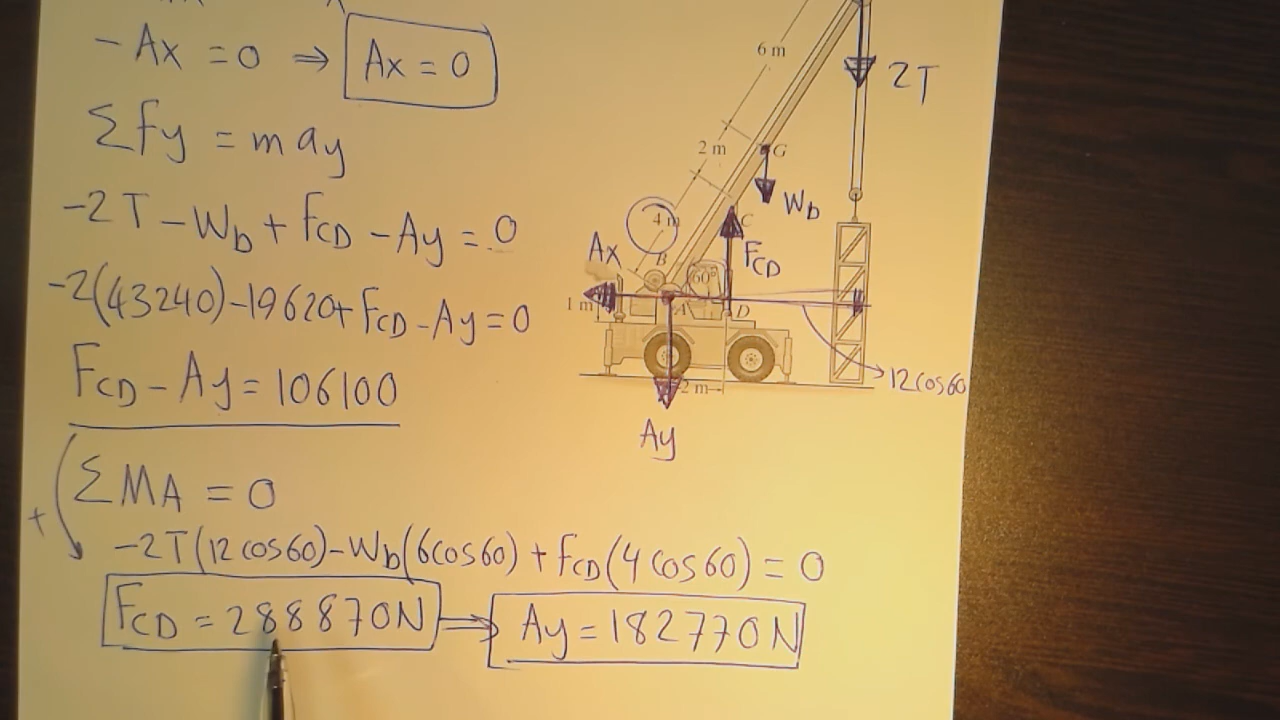 - Ax = 0 ⇒ Ax = 0
Σfy = may
-2T - Wb + FCD - Ay = 0
-2(43240)-19620+FCD-Ay=0
FCD - Ay = 106100
ΣMA = 0
+
-2T(12cos60)-Wb(6cos60)+FCD(4cos60)=0
FCD = 288870N → Ay = 182770N
6 m
2T
2 m
G
Wb
4 m
C
Ax
B
FCD
60°
1 m
A
D
2 m
12cos60
Ay